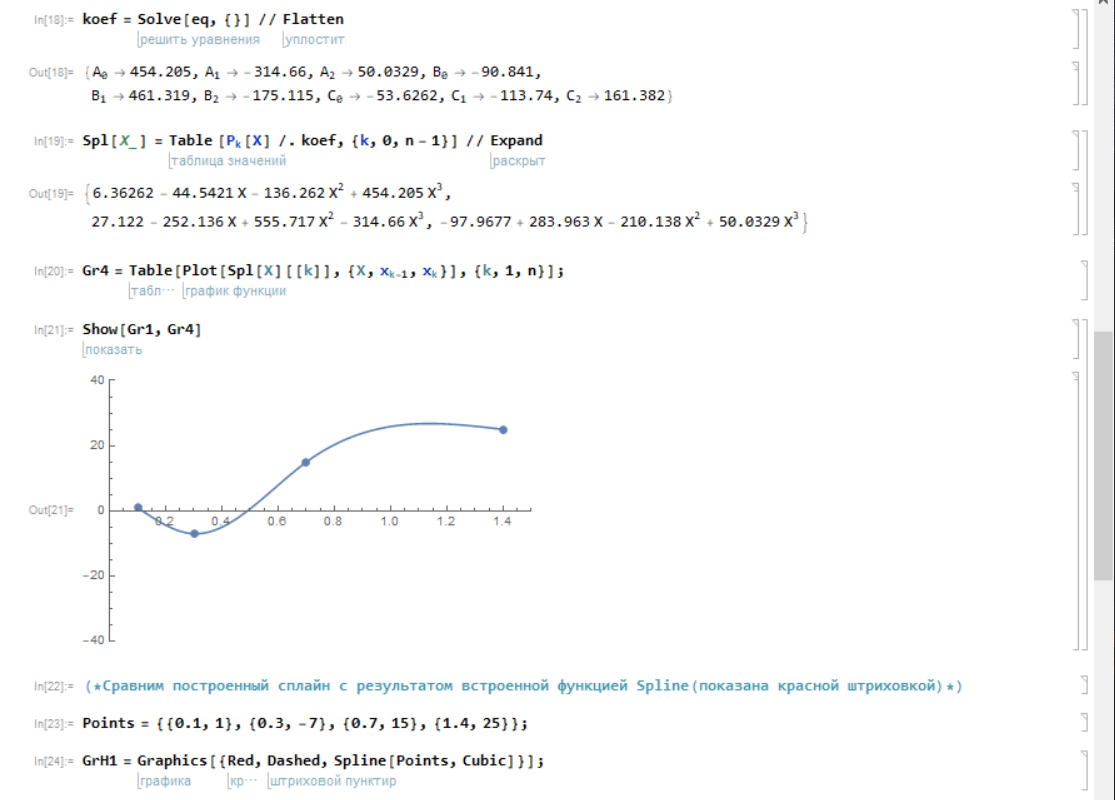 In[18]:= koef = Solve[eq, {}] // Flatten
решить уравнения уплостит
Out[18]= {A₀ → 454.205, A₁ → -314.66, A₂ → 50.0329, B₀ → -90.841,
B₁ → 461.319, B₂ → -175.115, C₀ → -53.6262, C₁ → -113.74, C₂ → 161.382}
In[19]:= Spl[X_] = Table [Pₖ[X] /. koef, {k, 0, n - 1}] // Expand
таблица значений раскрыт
Out[19]= {6.36262 - 44.5421 X - 136.262 X² + 454.205 X³,
27.122 - 252.136 X + 555.717 X² - 314.66 X³, -97.9677 + 283.963 X - 210.138 X² + 50.0329 X³}
In[20]:= Gr4 = Table[Plot[Spl[X][[k]], {X, xₖ₋₁, xₖ}], {k, 1, n}];
табл⋯ график функции
In[21]:= Show[Gr1, Gr4]
показать
40
20
Out[21]= 0
0.2 0.4 0.6 0.8 1.0 1.2 1.4
-20
-40
In[22]:= (*Сравним построенный сплайн с результатом встроенной функцией Spline(показана красной штриховкой)*)
In[23]:= Points = {{0.1, 1}, {0.3, -7}, {0.7, 15}, {1.4, 25}};
In[24]:= GrH1 = Graphics[{Red, Dashed, Spline[Points, Cubic]}];
графика кр⋯ штриховой пунктир